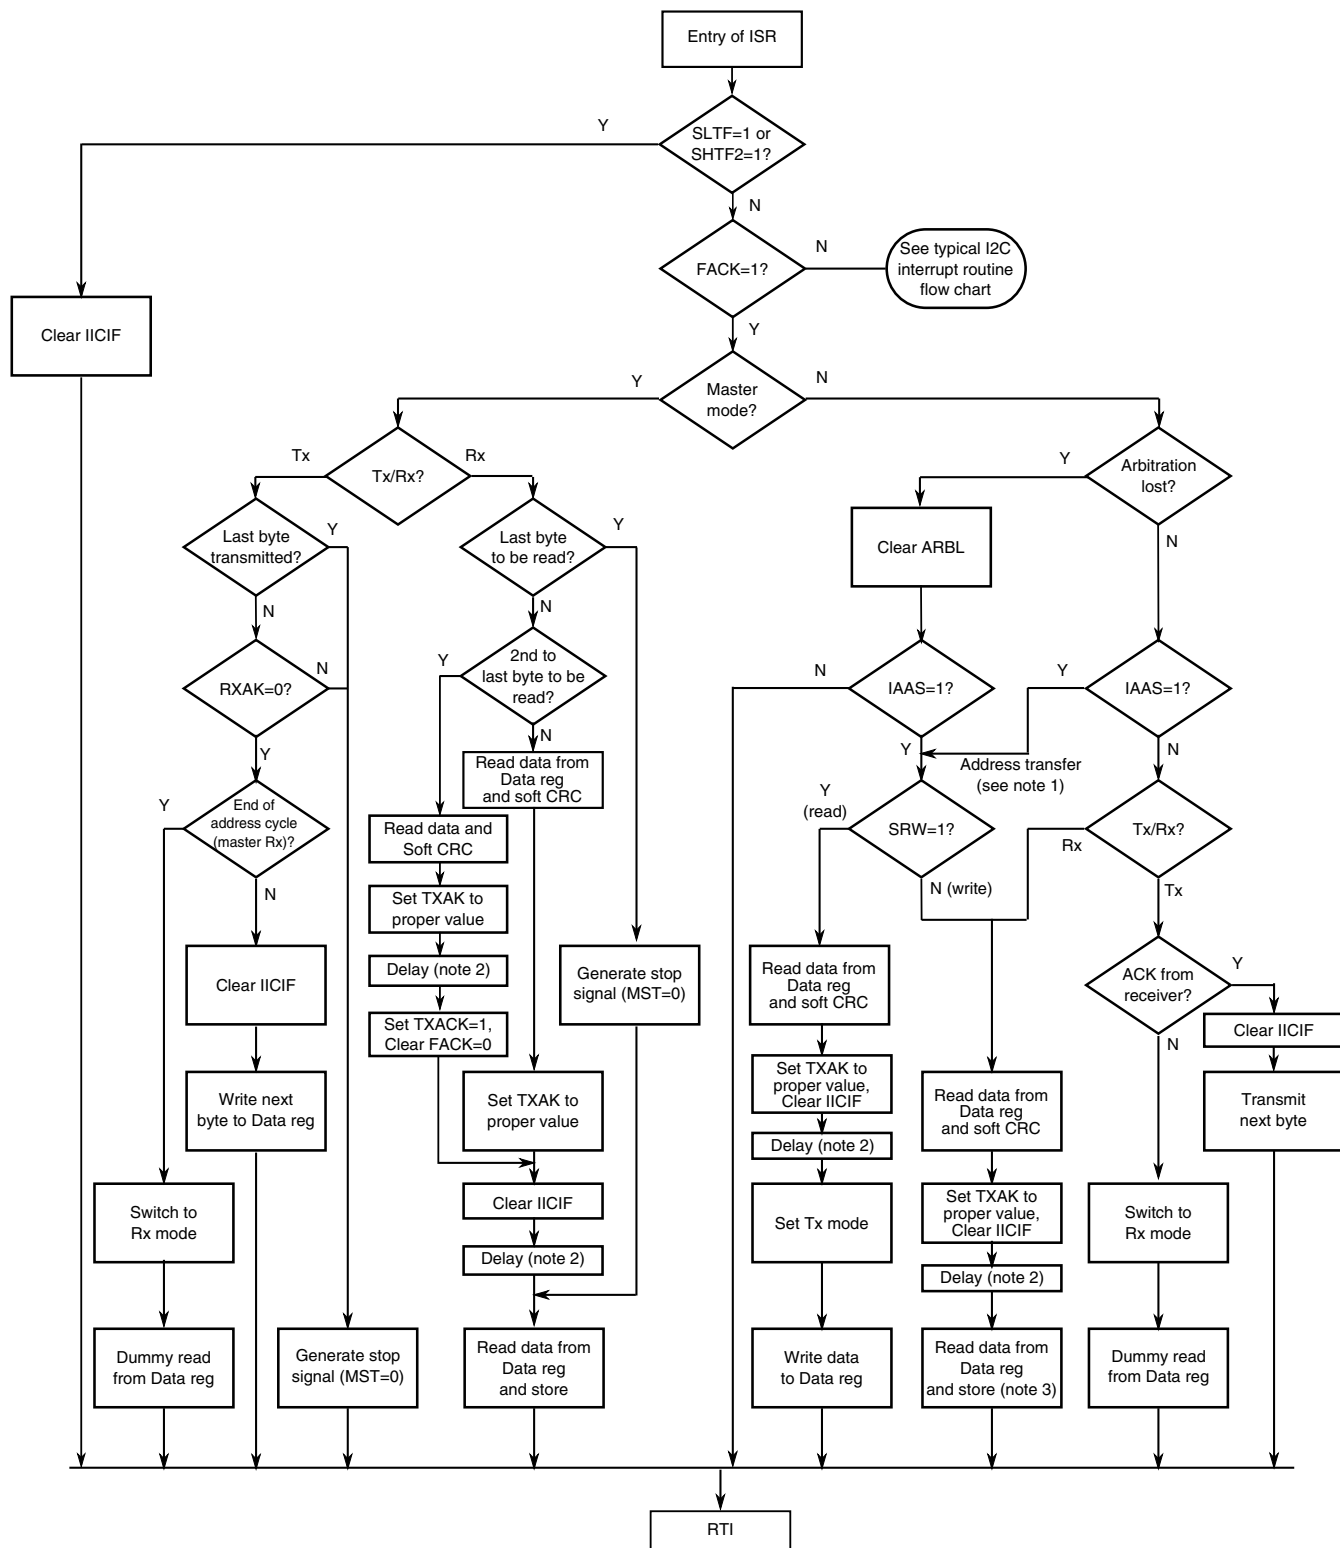 Entry of ISR
Y
SLTF=1 or
SHTF2=1?
N
FACK=1?
N
See typical I2C
interrupt routine
flow chart
Y
Clear IICIF
Y
Master
mode?
N
Tx
Tx/Rx?
Rx
Y
Arbitration
lost?
N
Last byte
transmitted?
Y
N
Last byte
to be read?
Y
N
Clear ARBL
RXAK=0?
N
Y
Y
2nd to
last byte to be
read?
N
N
IAAS=1?
Y
Y
IAAS=1?
N
Address transfer
(see note 1)
Y
End of
address cycle
(master Rx)?
N
Read data from
Data reg
and soft CRC
Read data and
Soft CRC
Set TXAK to
proper value
Delay (note 2)
Set TXACK=1,
Clear FACK=0
Y
(read)
SRW=1?
N (write)
Rx
Tx/Rx?
Tx
Clear IICIF
Generate stop
signal (MST=0)
Read data from
Data reg
and soft CRC
ACK from
receiver?
Y
N
Clear IICIF
Write next
byte to Data reg
Set TXAK to
proper value
Set TXAK to
proper value,
Clear IICIF
Delay (note 2)
Read data from
Data reg
and soft CRC
Transmit
next byte
Switch to
Rx mode
Clear IICIF
Delay (note 2)
Set Tx mode
Set TXAK to
proper value,
Clear IICIF
Delay (note 2)
Switch to
Rx mode
Dummy read
from Data reg
Generate stop
signal (MST=0)
Read data from
Data reg
and store
Write data
to Data reg
Read data from
Data reg
and store (note 3)
Dummy read
from Data reg
RTI